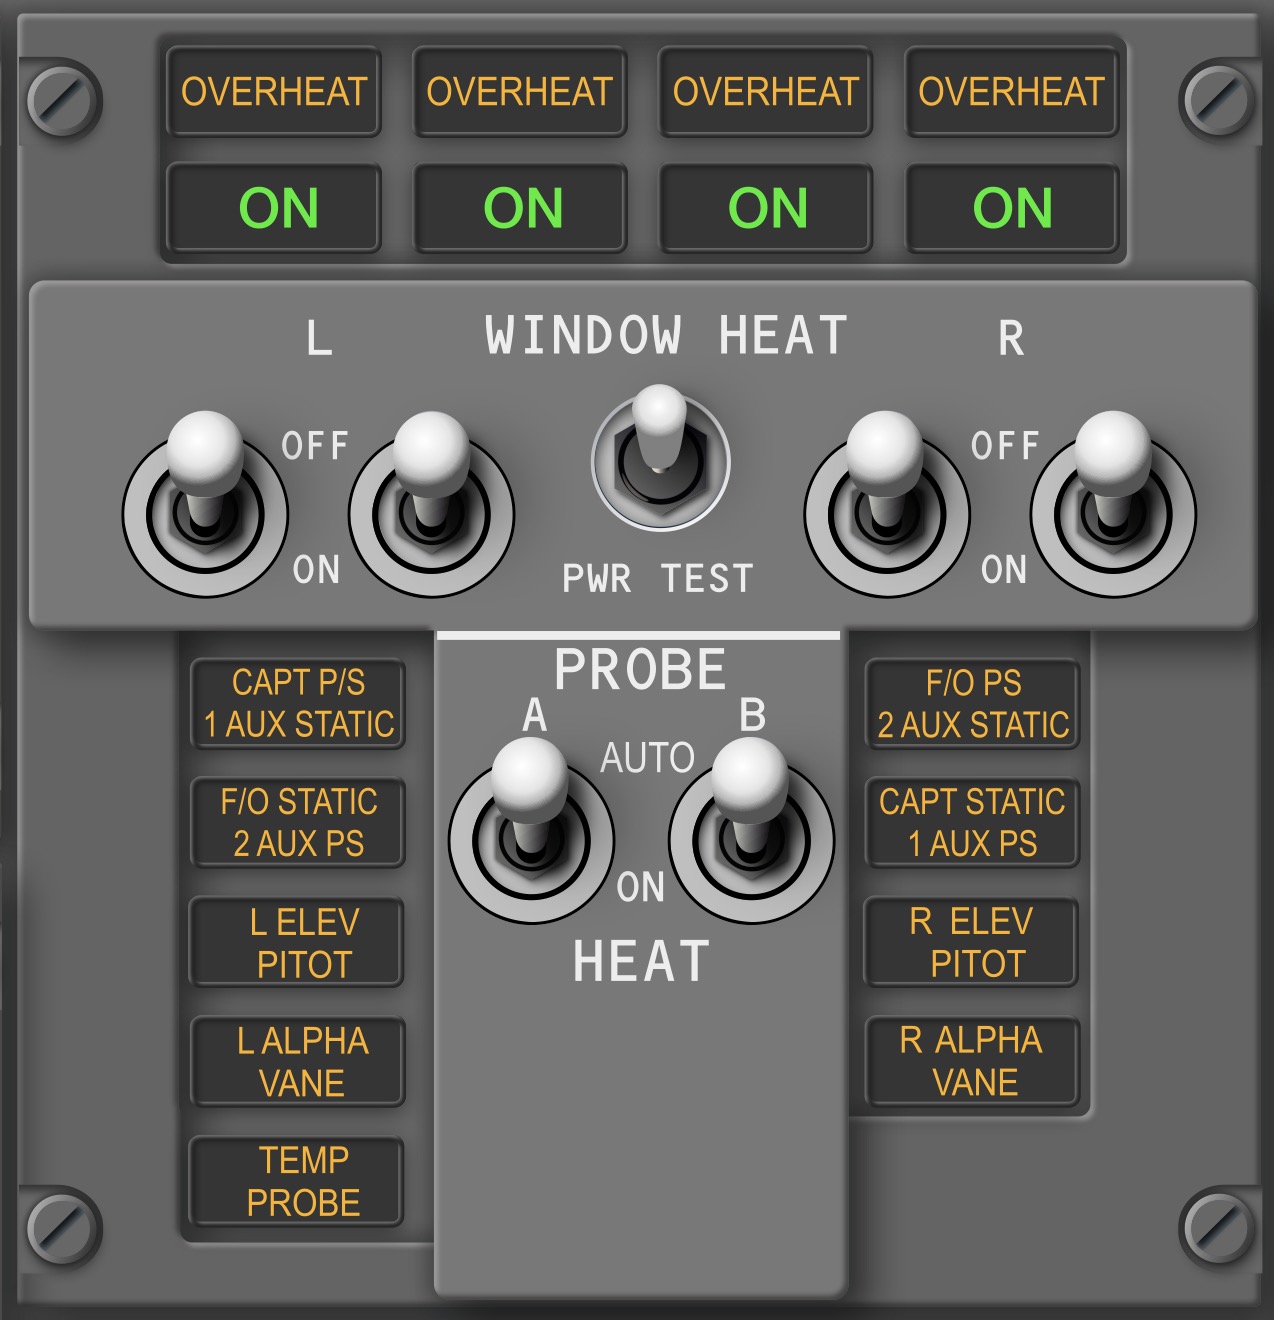 OVERHEAT OVERHEAT OVERHEAT OVERHEAT
ON ON ON ON
L WINDOW HEAT R
OFF OFF
ON ON
PWR TEST
PROBE
A B
AUTO
ON
HEAT
CAPT P/S
1 AUX STATIC
F/O STATIC
2 AUX PS
L ELEV
PITOT
L ALPHA
VANE
TEMP
PROBE
F/O PS
2 AUX STATIC
CAPT STATIC
1 AUX PS
R ELEV
PITOT
R ALPHA
VANE